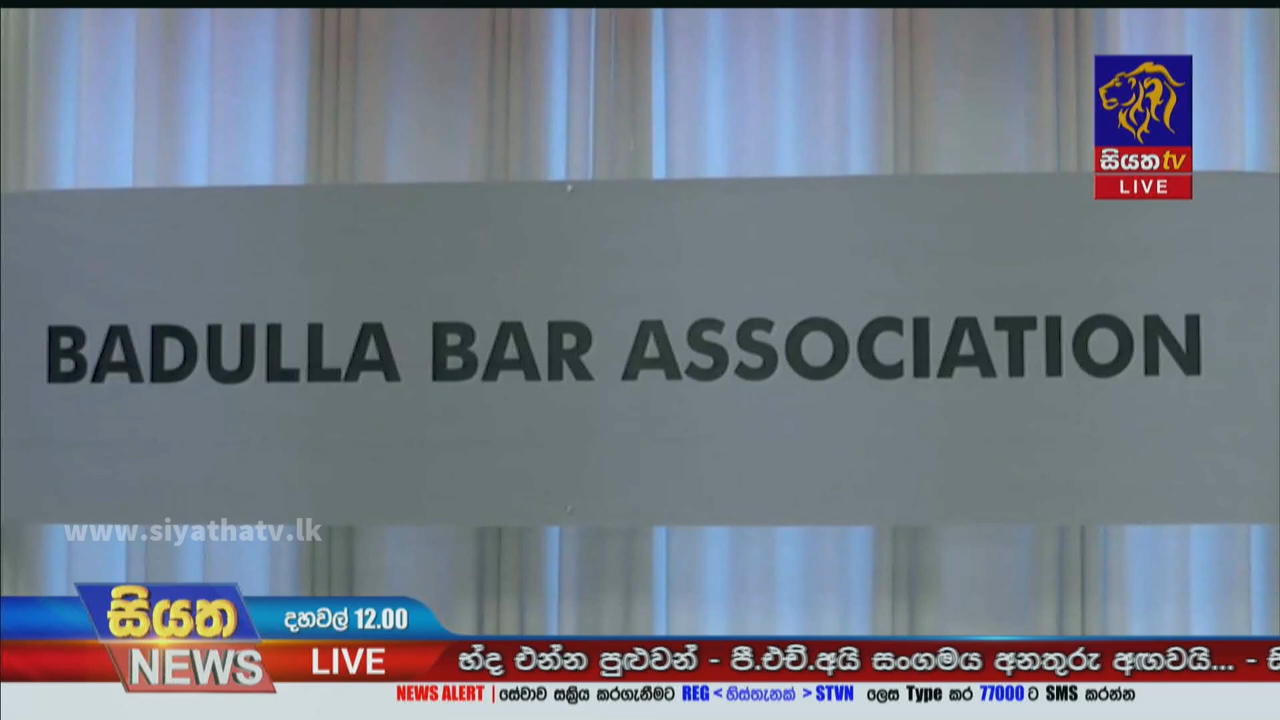 සියත tv
LIVE
BADULLA BAR ASSOCIATION
www.siyathatv.lk
සියත
දහවල් 12.00
NEWS
LIVE
හ්ද එන්න පුළුවන් - පී.එච්.අයි සංගමය අනතුරු අඟවයි... -
NEWS ALERT | සේවාව සක්‍රිය කරගැනීමට REG < හිස්තැනක් > STVN ලෙස Type කර 77000 ට SMS කරන්න